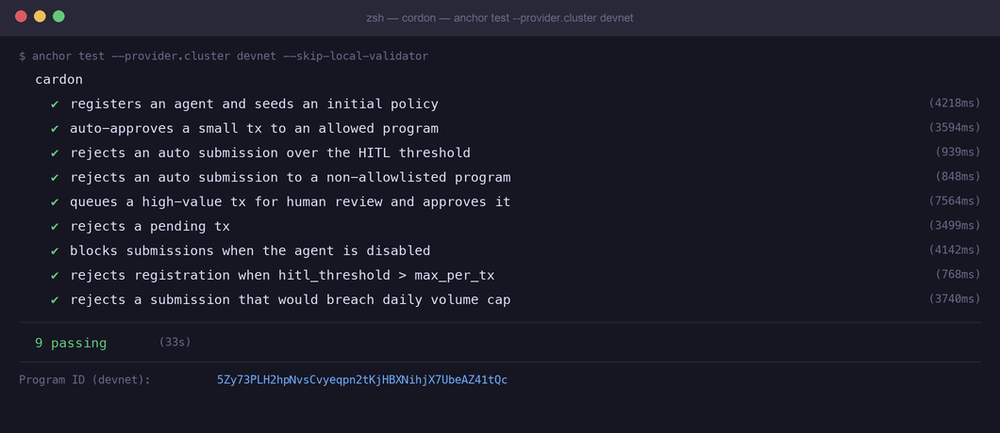 zsh — cordon — anchor test --provider.cluster devnet
$ anchor test --provider.cluster devnet --skip-local-validator
cardon
✔ registers an agent and seeds an initial policy (4218ms)
✔ auto-approves a small tx to an allowed program (3594ms)
✔ rejects an auto submission over the HITL threshold (939ms)
✔ rejects an auto submission to a non-allowlisted program (848ms)
✔ queues a high-value tx for human review and approves it (7564ms)
✔ rejects a pending tx (3499ms)
✔ blocks submissions when the agent is disabled (4142ms)
✔ rejects registration when hitl_threshold > max_per_tx (768ms)
✔ rejects a submission that would breach daily volume cap (3740ms)
9 passing (33s)
Program ID (devnet): 5Zy73PLH2hpNvsCvyeqpn2tKjHBXNihjX7UbeAZ41tQc